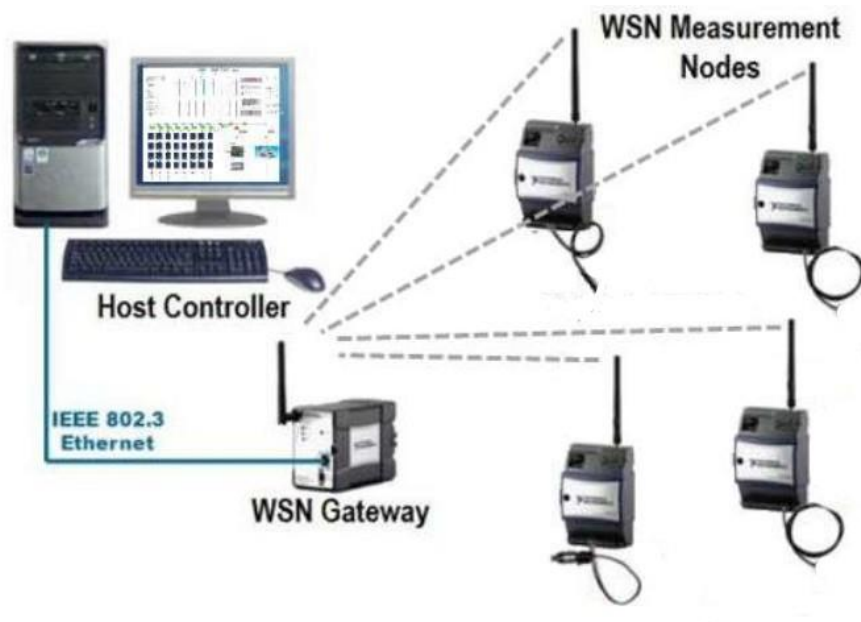 WSN Measurement
Nodes
Host Controller
IEEE 802.3
Ethernet
WSN Gateway